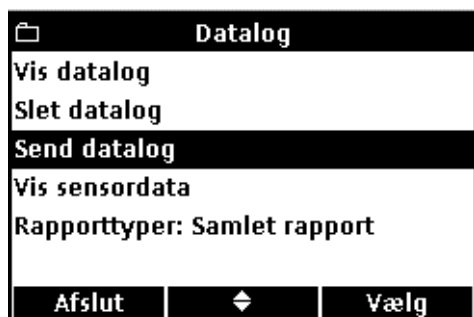 Datalog
Vis datalog
Slet datalog
Send datalog
Vis sensordata
Rapporttyper: Samlet rapport
Afslut Vælg